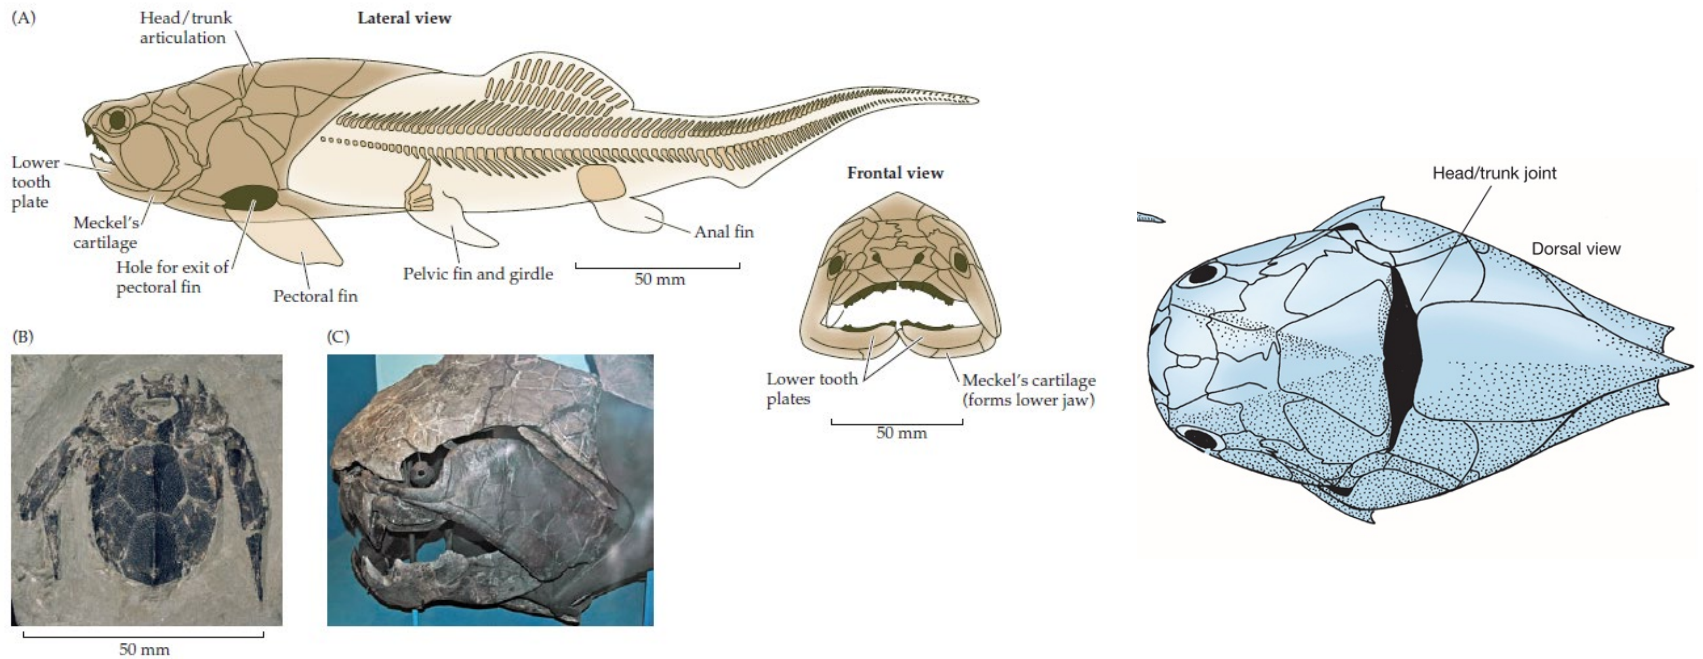 (A)
Head/trunk
articulation
Lateral view
Lower
tooth
plate
Meckel's
cartilage
Hole for exit of
pectoral fin
Pectoral fin
Pelvic fin and girdle
Anal fin
50 mm
Frontal view
Lower tooth
plates
Meckel's cartilage
(forms lower jaw)
50 mm
(B)
50 mm
(C)
Head/trunk joint
Dorsal view